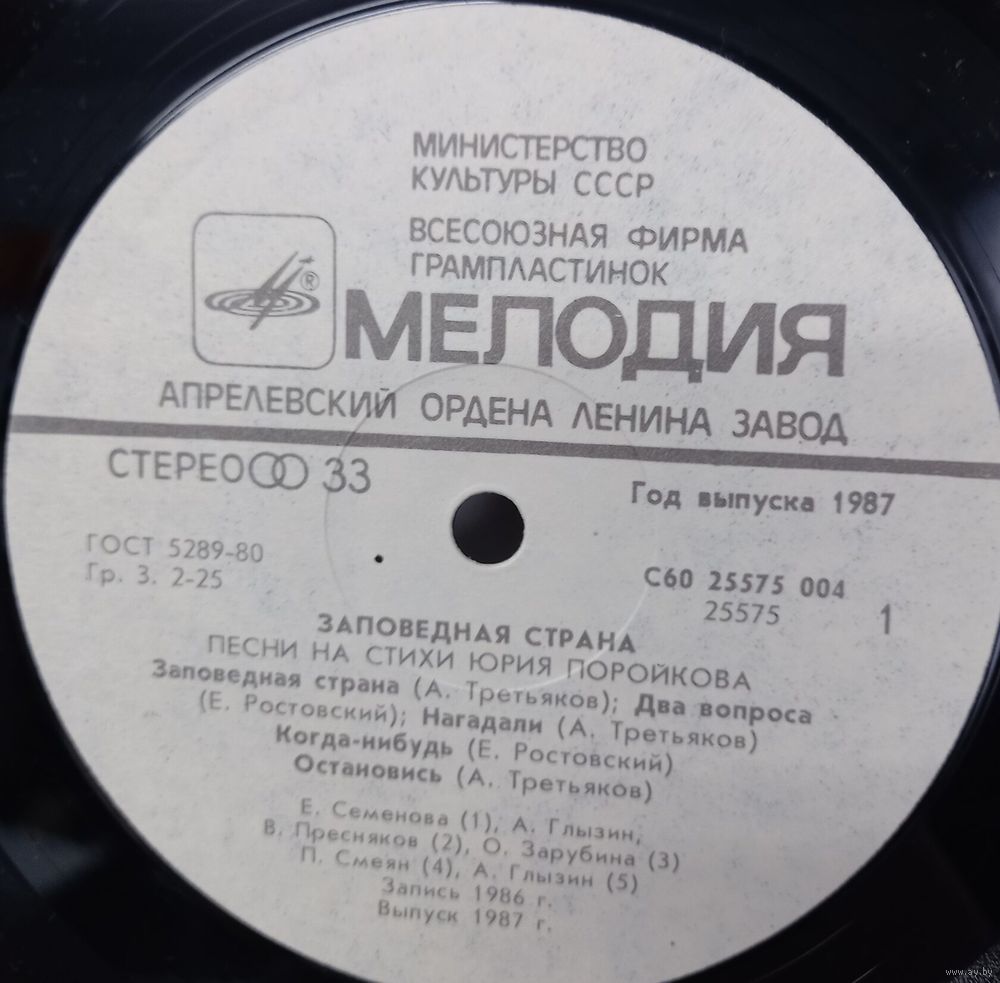 МИНИСТЕРСТВО
КУЛЬТУРЫ СССР
ВСЕСОЮЗНАЯ ФИРМА
ГРАМПЛАСТИНОК
®
МЕЛОДИЯ
АПРЕЛЕВСКИЙ ОРДЕНА ЛЕНИНА ЗАВОД
СТЕРЕО 33
Год выпуска 1987
ГОСТ 5289-80
Гр. 3. 2-25
С60 25575 004
25575
1
ЗАПОВЕДНАЯ СТРАНА
ПЕСНИ НА СТИХИ ЮРИЯ ПОРОЙКОВА
Заповедная страна (А. Третьяков); Два вопроса
(Е. Ростовский); Нагадали (А. Третьяков)
Когда-нибудь (Е. Ростовский)
Остановись (А. Третьяков)
Е. Семенова (1), А. Глызин,
В. Пресняков (2), О. Зарубина (3)
П. Смеян (4), А. Глызин (5)
Запись 1986 г.
Выпуск 1987 г.
www.ay.by